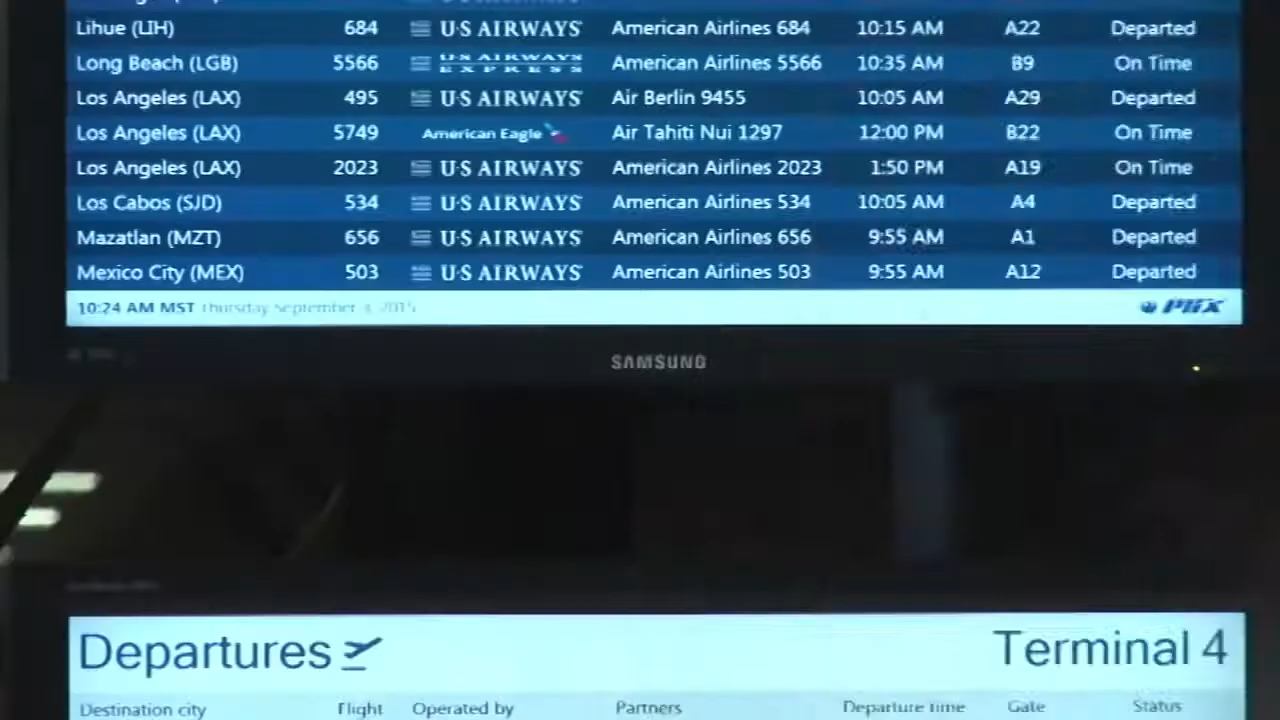 Lihue (LIH) 684 U·S AIRWAYS American Airlines 684 10:15 AM A22 Departed
Long Beach (LGB) 5566 U·S AIRWAYS EXPRESS American Airlines 5566 10:35 AM B9 On Time
Los Angeles (LAX) 495 U·S AIRWAYS Air Berlin 9455 10:05 AM A29 Departed
Los Angeles (LAX) 5749 American Eagle Air Tahiti Nui 1297 12:00 PM B22 On Time
Los Angeles (LAX) 2023 U·S AIRWAYS American Airlines 2023 1:50 PM A19 On Time
Los Cabos (SJD) 534 U·S AIRWAYS American Airlines 534 10:05 AM A4 Departed
Mazatlan (MZT) 656 U·S AIRWAYS American Airlines 656 9:55 AM A1 Departed
Mexico City (MEX) 503 U·S AIRWAYS American Airlines 503 9:55 AM A12 Departed
10:24 AM MST thursday september 3, 2015 PHX
SAMSUNG
Departures Terminal 4
Destination city Flight Operated by Partners Departure time Gate Status